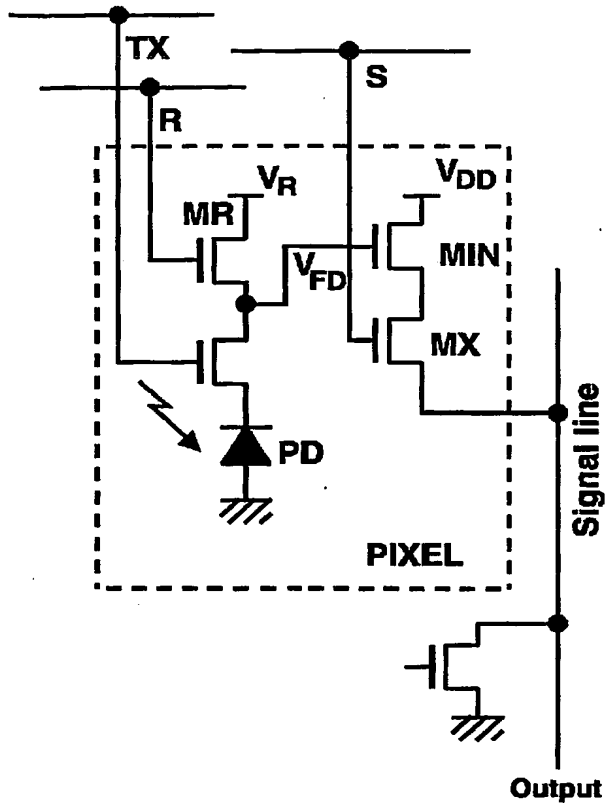 TX
S
R
V_R
V_DD
MR
V_FD
MIN
MX
PD
PIXEL
Signal line
Output